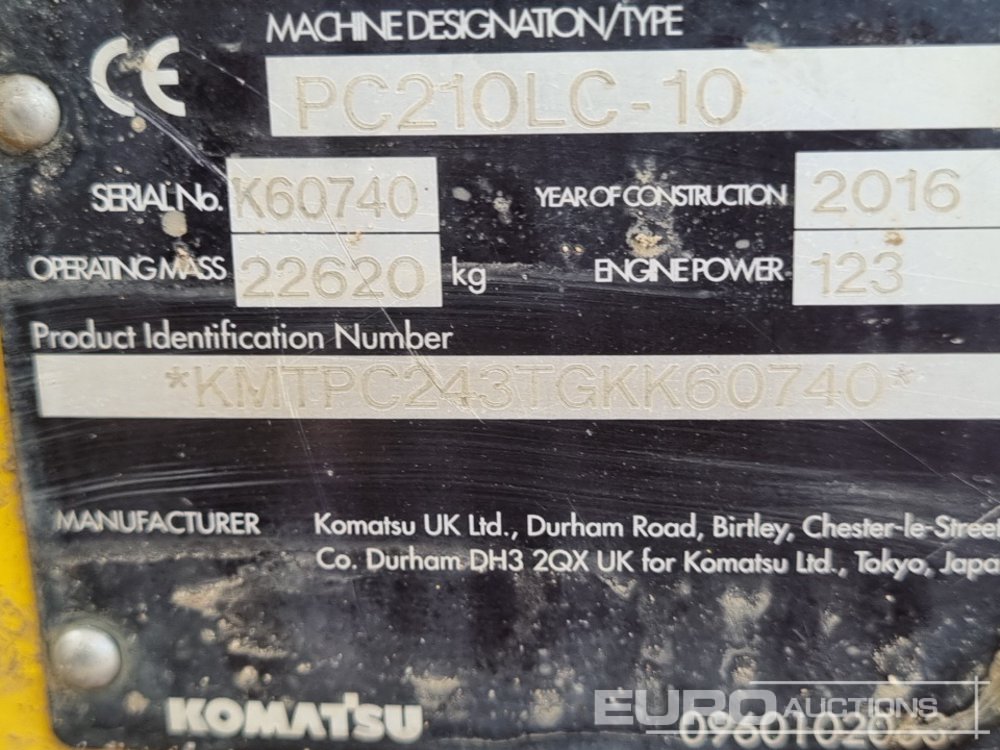 MACHINE DESIGNATION/TYPE
CE PC210LC-10
SERIAL No. K60740 YEAR OF CONSTRUCTION 2016
OPERATING MASS 22620 kg ENGINE POWER 123
Product Identification Number
*KMTPC243TGKK60740*
MANUFACTURER Komatsu UK Ltd., Durham Road, Birtley, Chester-le-Street
Co. Durham DH3 2QX UK for Komatsu Ltd., Tokyo, Japa
KOMATSU
EUROAUCTIONS